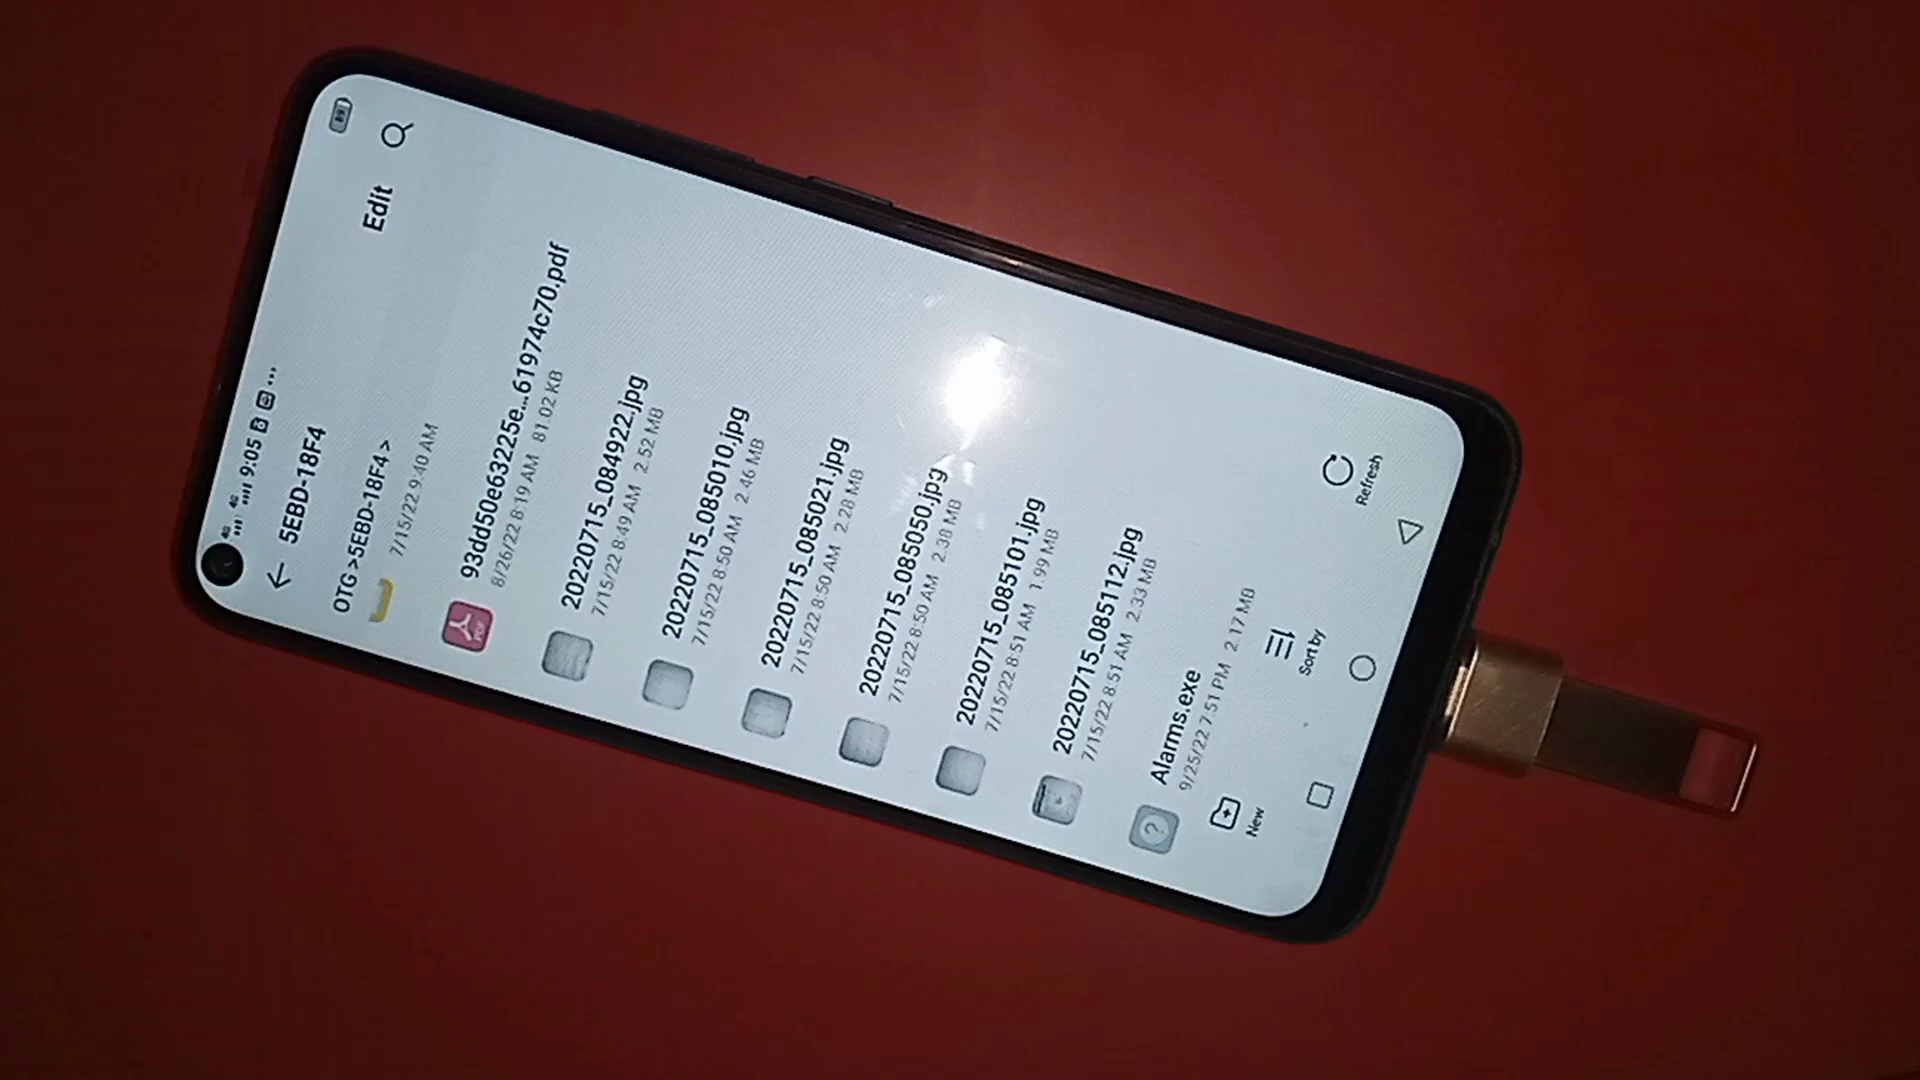 4G 4G 9:05
5EBD-18F4
Edit
OTG > 5EBD-18F4 >
7/15/22 9:40 AM
PDF
93dd50e63225e...61974c70.pdf
8/26/22 8:19 AM 81.02 KB
20220715_084922.jpg
7/15/22 8:49 AM 2.52 MB
20220715_085010.jpg
7/15/22 8:50 AM 2.46 MB
20220715_085021.jpg
7/15/22 8:50 AM 2.28 MB
20220715_085050.jpg
7/15/22 8:50 AM 2.38 MB
20220715_085101.jpg
7/15/22 8:51 AM 1.99 MB
20220715_085112.jpg
7/15/22 8:51 AM 2.33 MB
?
Alarms.exe
9/25/22 7:51 PM 2.17 MB
New
Sort by
Refresh